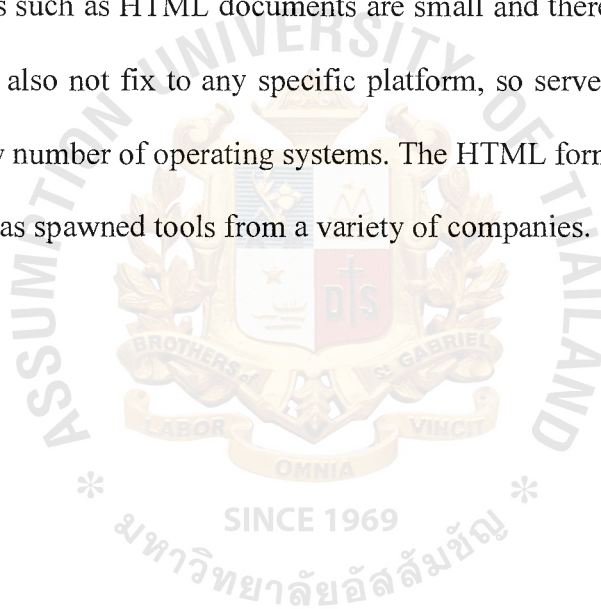 s such as HTML documents are small and there
also not fix to any specific platform, so serve
number of operating systems. The HTML form
as spawned tools from a variety of companies.
ASSUMPTION UNIVERSITY OF THAILAND
DS
BROTHERS of St GABRIEL
LABOR VINCIT
OMNIA
SINCE 1969
มหาวิทยาลัยอัสสัมชัญ